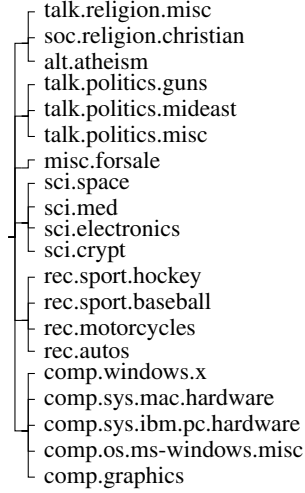 talk.religion.misc
soc.religion.christian
alt.atheism
talk.politics.guns
talk.politics.mideast
talk.politics.misc
misc.forsale
sci.space
sci.med
sci.electronics
sci.crypt
rec.sport.hockey
rec.sport.baseball
rec.motorcycles
rec.autos
comp.windows.x
comp.sys.mac.hardware
comp.sys.ibm.pc.hardware
comp.os.ms-windows.misc
comp.graphics